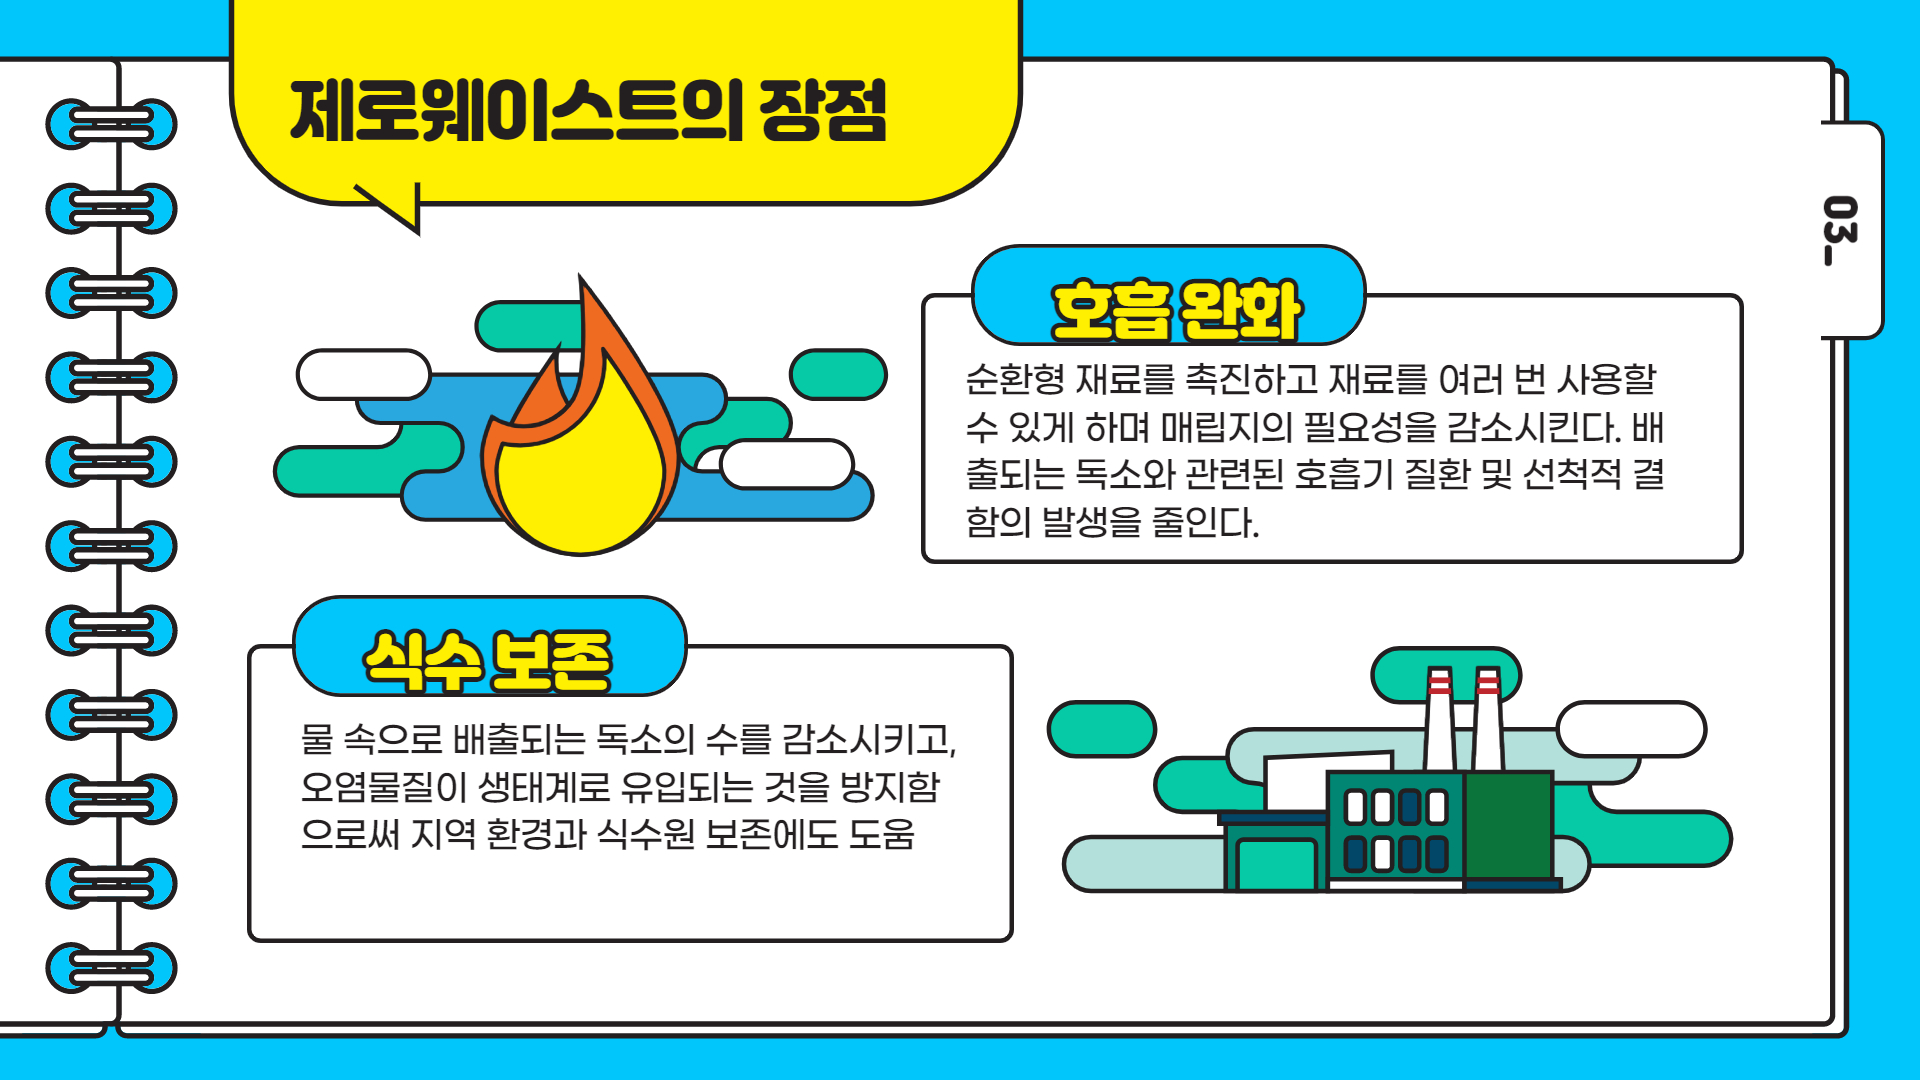 제로웨이스트의 장점
03_
호흡 완화
순환형 재료를 촉진하고 재료를 여러 번 사용할
수 있게 하며 매립지의 필요성을 감소시킨다. 배
출되는 독소와 관련된 호흡기 질환 및 선척적 결
함의 발생을 줄인다.
식수 보존
물 속으로 배출되는 독소의 수를 감소시키고,
오염물질이 생태계로 유입되는 것을 방지함
으로써 지역 환경과 식수원 보존에도 도움